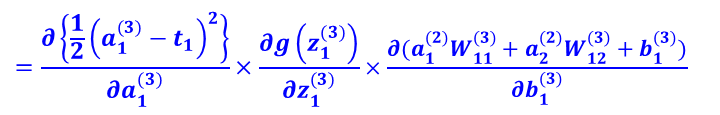 = ∂{1/2(a₁⁽³⁾ − t₁)²}/∂a₁⁽³⁾ × ∂g(z₁⁽³⁾)/∂z₁⁽³⁾ × ∂(a₁⁽²⁾W₁₁⁽³⁾ + a₂⁽²⁾W₁₂⁽³⁾ + b₁⁽³⁾)/∂b₁⁽³⁾